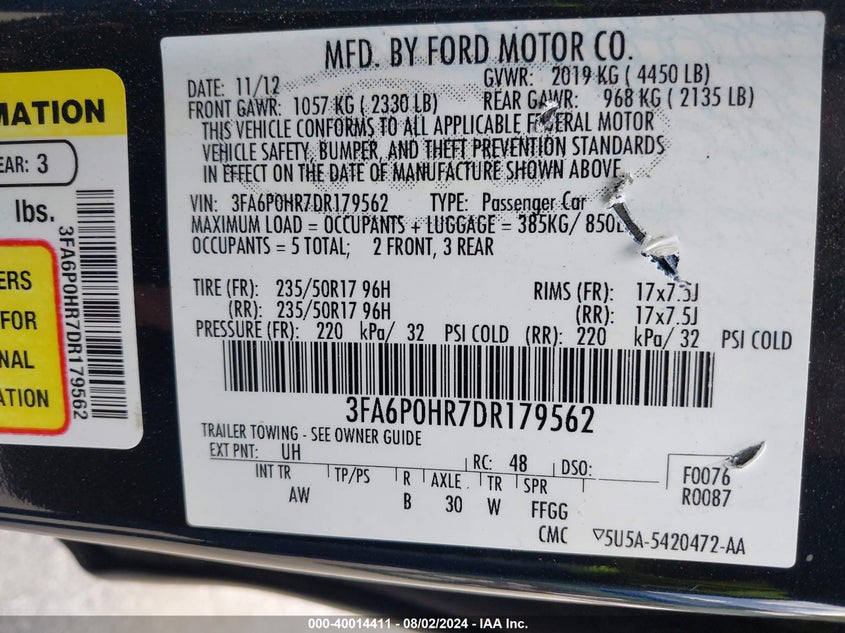 MATION
EAR: 3
lbs.
3FA6P0HR7DR179562
ERS
FOR
NAL
ATION
MFD. BY FORD MOTOR CO.
DATE: 11/12 GVWR: 2019 KG ( 4450 LB)
FRONT GAWR: 1057 KG ( 2330 LB) REAR GAWR: 968 KG ( 2135 LB)
THIS VEHICLE CONFORMS TO ALL APPLICABLE MOTOR
VEHICLE SAFETY, BUMPER, AND THEFT PREVENTION STANDARDS
IN EFFECT ON THE DATE OF MANUFACTURE SHOWN ABOVE.
VIN: 3FA6P0HR7DR179562 TYPE: Passenger Car
MAXIMUM LOAD = OCCUPANTS + LUGGAGE = 385KG/ 850L
OCCUPANTS = 5 TOTAL; 2 FRONT, 3 REAR
TIRE (FR): 235/50R17 96H RIMS (FR): 17x7.5J
(RR): 235/50R17 96H (RR): 17x7.5J
PRESSURE (FR): 220 kPa/ 32 PSI COLD (RR): 220 kPa/ 32 PSI COLD
3FA6P0HR7DR179562
TRAILER TOWING - SEE OWNER GUIDE
EXT PNT: UH RC: 48 DSO: F0076
INT TR TP/PS R AXLE TR SPR R0087
AW B 30 W FFGG
CMC ▽5U5A-5420472-AA
000-40014411 - 08/02/2024 - IAA Inc.